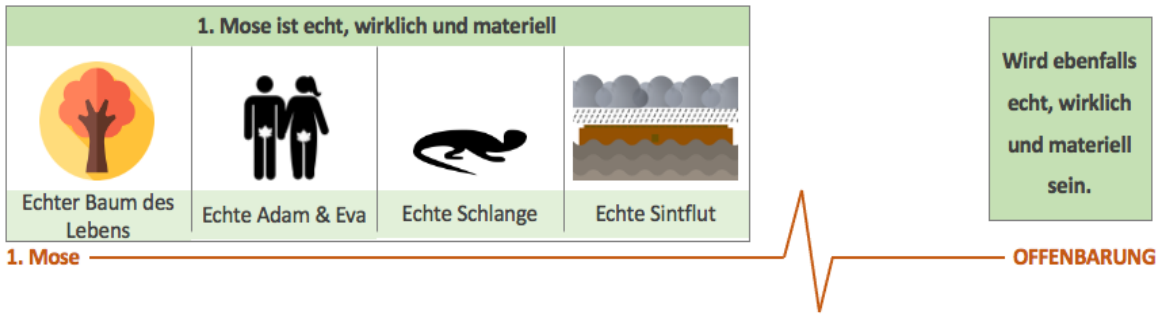 1. Mose ist echt, wirklich und materiell
Echter Baum des
Lebens
Echte Adam & Eva
Echte Schlange
Echte Sintflut
Wird ebenfalls
echt, wirklich
und materiell
sein.
1. Mose
OFFENBARUNG